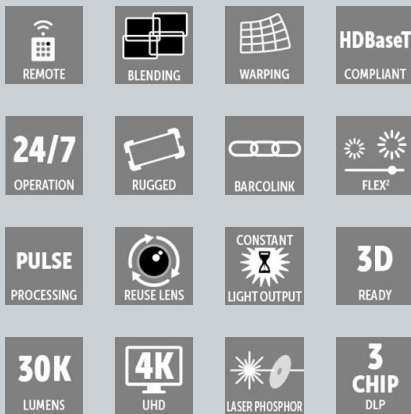 REMOTE
BLENDING
WARPING
HDBaseT
COMPLIANT
24/7
OPERATION
RUGGED
BARCOLINK
FLEX²
PULSE
PROCESSING
REUSE LENS
CONSTANT
LIGHT OUTPUT
3D
READY
30K
LUMENS
4K
UHD
LASER PHOSPHOR
3
CHIP
DLP